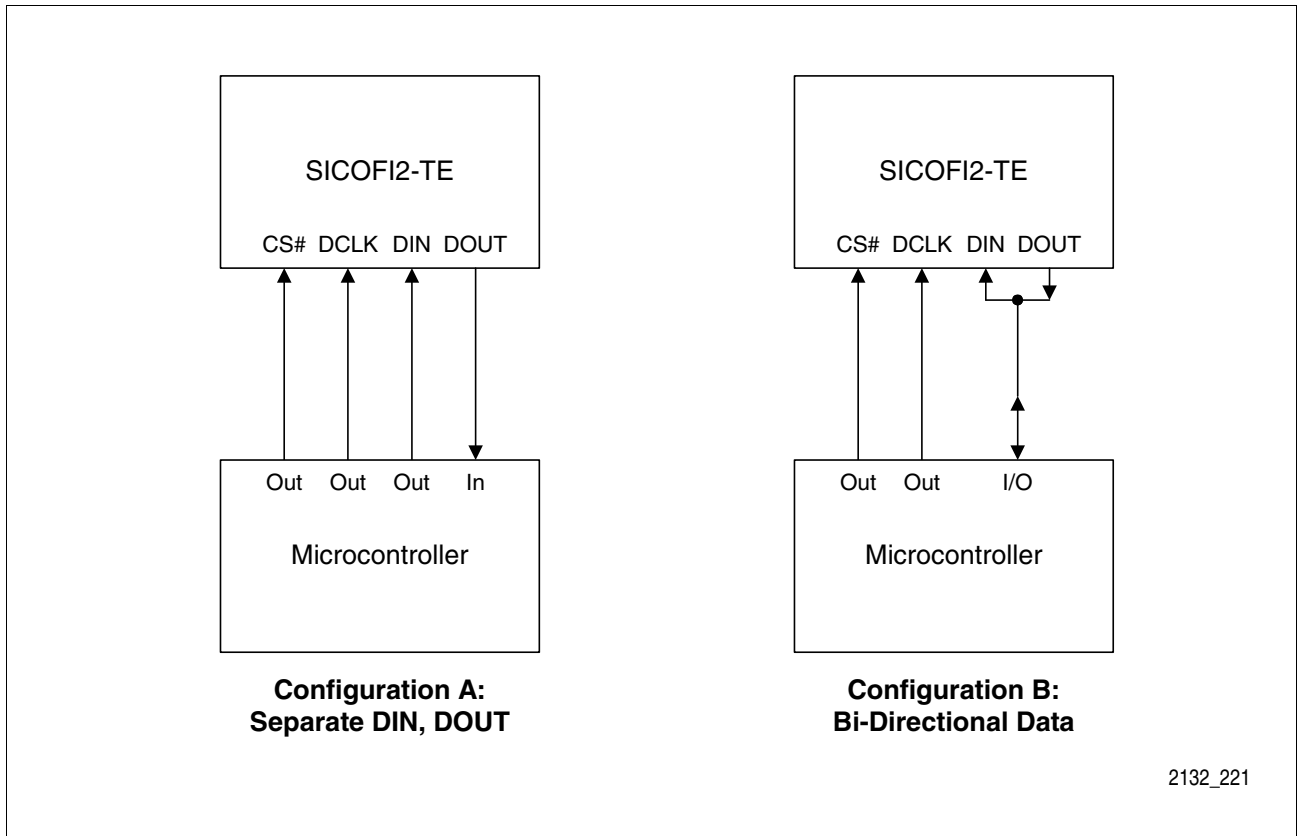 SICOFI2-TE
CS# DCLK DIN DOUT
Out Out Out In
Microcontroller
Configuration A:
Separate DIN, DOUT
SICOFI2-TE
CS# DCLK DIN DOUT
Out Out I/O
Microcontroller
Configuration B:
Bi-Directional Data
2132_221